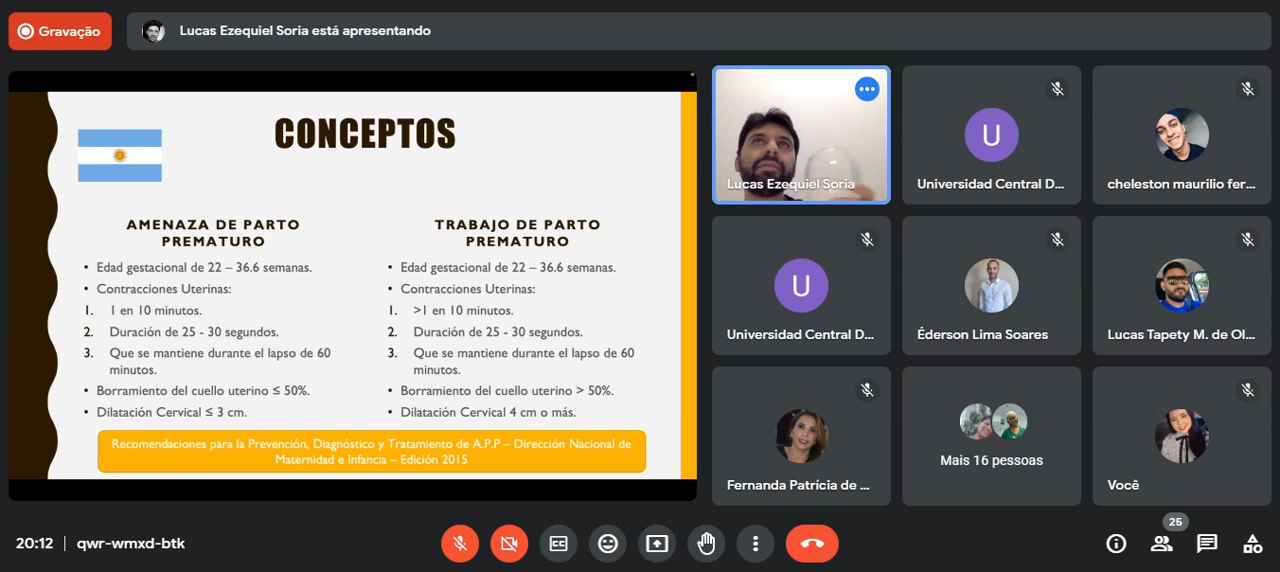 Gravação
Lucas Ezequiel Soria está apresentando
CONCEPTOS
AMENAZA DE PARTO
PREMATURO
• Edad gestacional de 22 – 36.6 semanas.
• Contracciones Uterinas:
1. 1 en 10 minutos.
2. Duración de 25 - 30 segundos.
3. Que se mantiene durante el lapso de 60
minutos.
• Borramiento del cuello uterino ≤ 50%.
• Dilatación Cervical ≤ 3 cm.
TRABAJO DE PARTO
PREMATURO
• Edad gestacional de 22 – 36.6 semanas.
• Contracciones Uterinas:
1. >1 en 10 minutos.
2. Duración de 25 - 30 segundos.
3. Que se mantiene durante el lapso de 60
minutos.
• Borramiento del cuello uterino > 50%.
• Dilatación Cervical 4 cm o más.
Recomendaciones para la Prevención, Diagnóstico y Tratamiento de A.P.P – Dirección Nacional de
Maternidad e Infancia – Edición 2015
Lucas Ezequiel Soria
U
Universidad Central D...
cheleston maurilio fer...
U
Universidad Central D...
Éderson Lima Soares
Lucas Tapety M. de Ol...
Fernanda Patrícia de ...
Mais 16 pessoas
Você
20:12 | qwr-wmxd-btk
CC
25